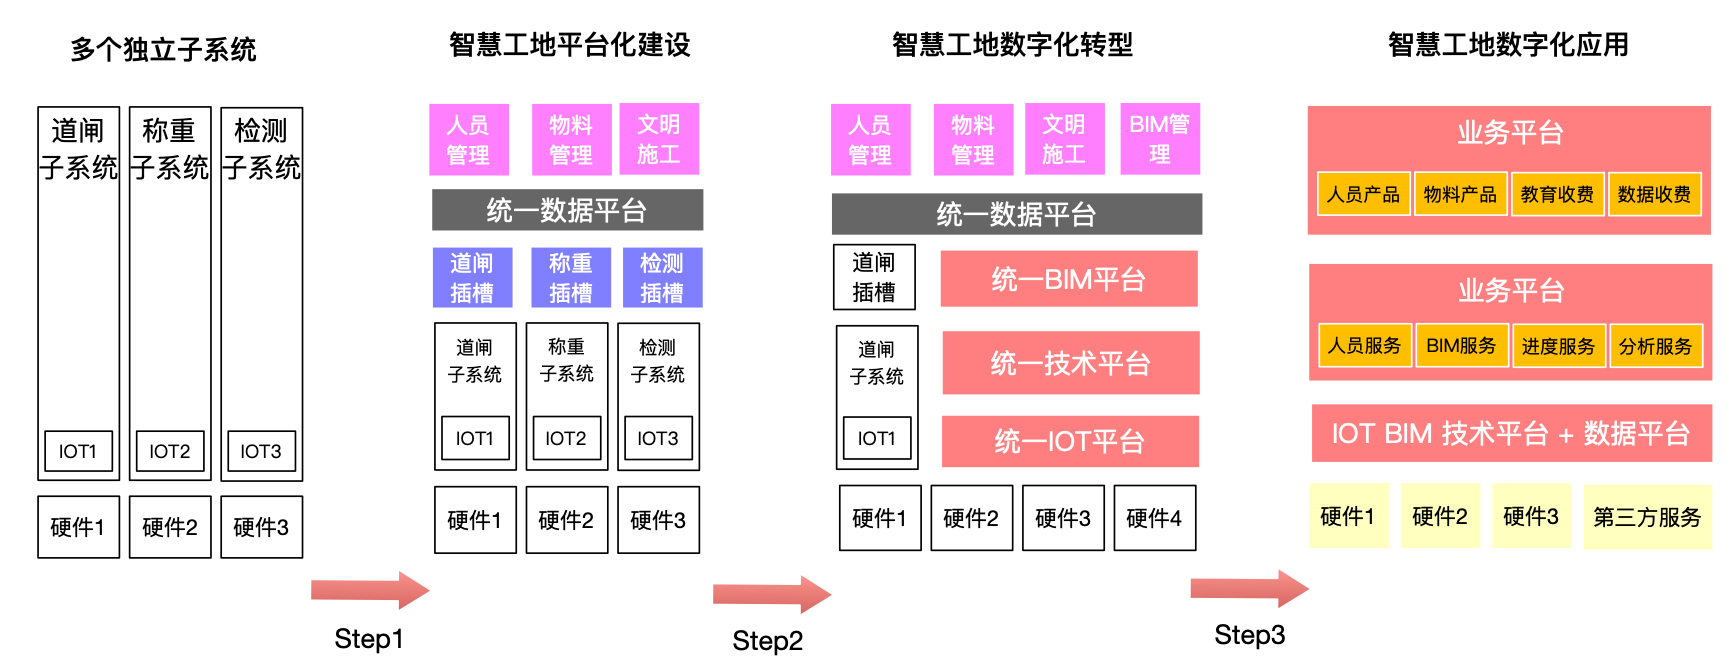 多个独立子系统
道闸
子系统
称重
子系统
检测
子系统
IOT1
IOT2
IOT3
硬件1
硬件2
硬件3
Step1
智慧工地平台化建设
人员
管理
物料
管理
文明
施工
统一数据平台
道闸
插槽
称重
插槽
检测
插槽
道闸
子系统
称重
子系统
检测
子系统
IOT1
IOT2
IOT3
硬件1
硬件2
硬件3
Step2
智慧工地数字化转型
人员
管理
物料
管理
文明
施工
BIM管
理
统一数据平台
道闸
插槽
统一BIM平台
道闸
子系统
统一技术平台
IOT1
统一IOT平台
硬件1
硬件2
硬件3
硬件4
Step3
智慧工地数字化应用
业务平台
人员产品
物料产品
教育收费
数据收费
业务平台
人员服务
BIM服务
进度服务
分析服务
IOT BIM 技术平台 + 数据平台
硬件1
硬件2
硬件3
第三方服务